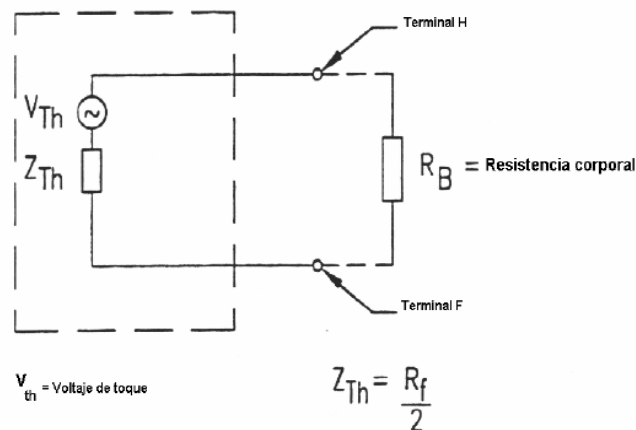 Terminal H
V_Th
~
Z_Th
R_B = Resistencia corporal
Terminal F
V_th = Voltaje de toque
Z_Th = R_f / 2